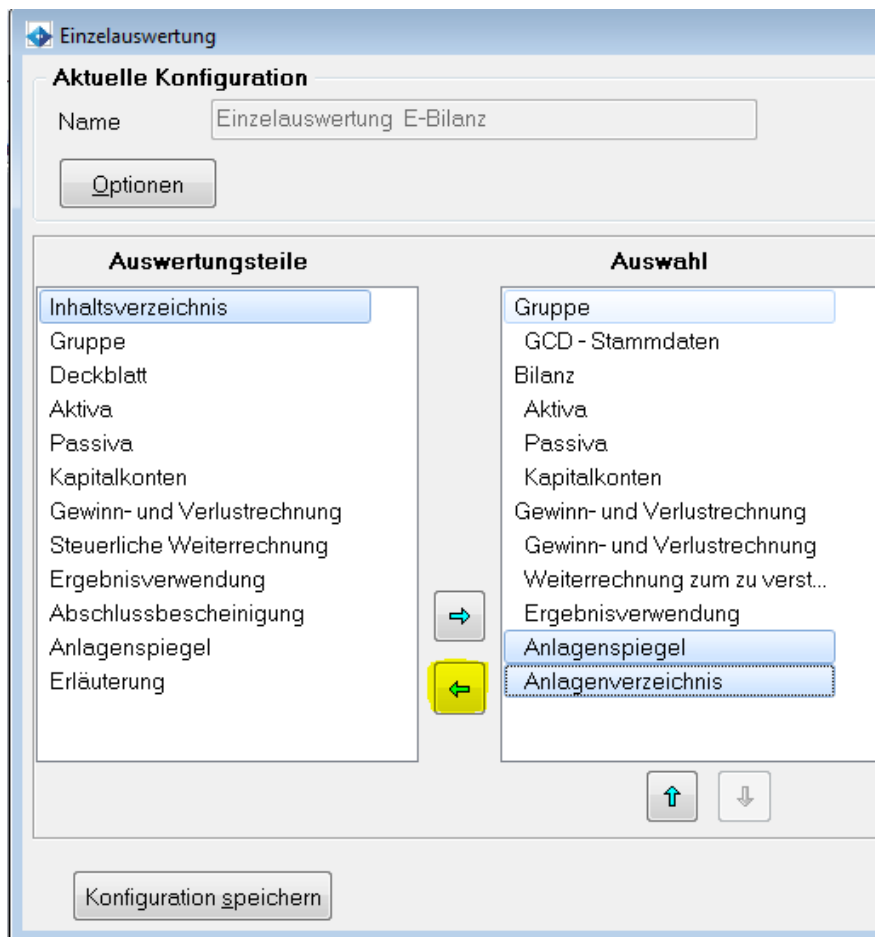 Einzelauswertung
Aktuelle Konfiguration
Name
Einzelauswertung E-Bilanz
Optionen
Auswertungsteile
Inhaltsverzeichnis
Gruppe
Deckblatt
Aktiva
Passiva
Kapitalkonten
Gewinn- und Verlustrechnung
Steuerliche Weiterrechnung
Ergebnisverwendung
Abschlussbescheinigung
Anlagenspiegel
Erläuterung
Auswahl
Gruppe
GCD - Stammdaten
Bilanz
Aktiva
Passiva
Kapitalkonten
Gewinn- und Verlustrechnung
Gewinn- und Verlustrechnung
Weiterrechnung zum zu verst...
Ergebnisverwendung
Anlagenspiegel
Anlagenverzeichnis
Konfiguration speichern